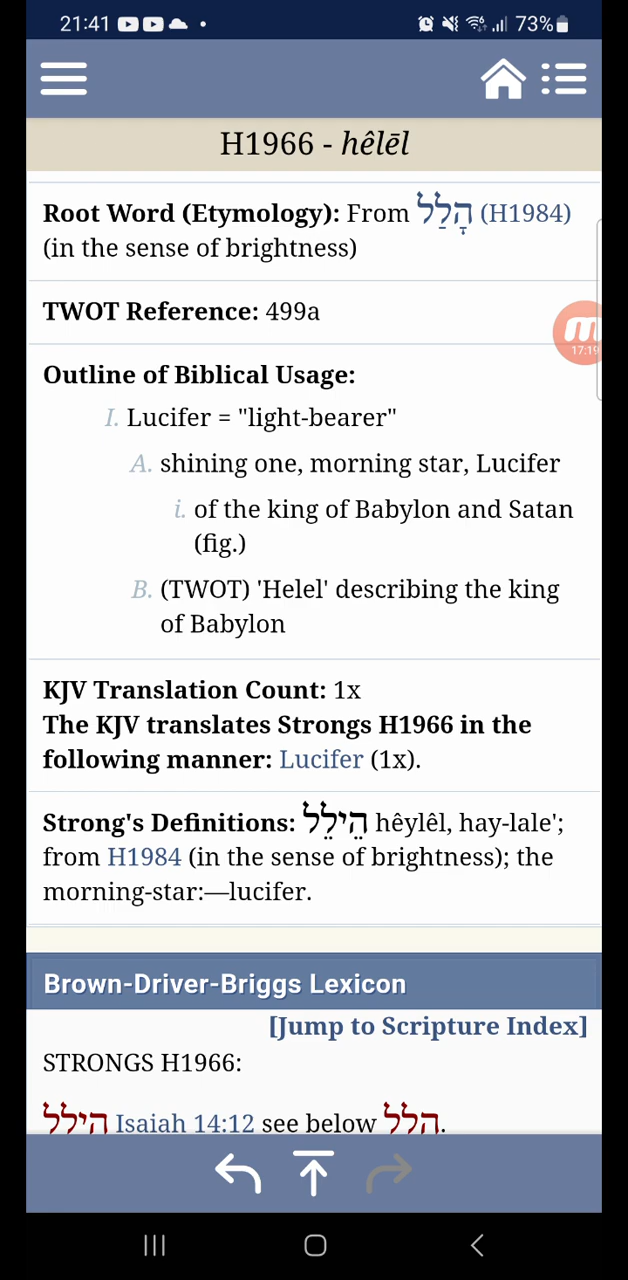 21:41 73%
H1966 - hêlēl
Root Word (Etymology): From הָלַל (H1984)
(in the sense of brightness)
TWOT Reference: 499a
m
17:19
Outline of Biblical Usage:
I. Lucifer = "light-bearer"
A. shining one, morning star, Lucifer
i. of the king of Babylon and Satan
(fig.)
B. (TWOT) 'Helel' describing the king
of Babylon
KJV Translation Count: 1x
The KJV translates Strongs H1966 in the
following manner: Lucifer (1x).
Strong's Definitions: הֵילֵל hêylêl, hay-lale';
from H1984 (in the sense of brightness); the
morning-star:—lucifer.
Brown-Driver-Briggs Lexicon
[Jump to Scripture Index]
STRONGS H1966:
הילל Isaiah 14:12 see below הלל.